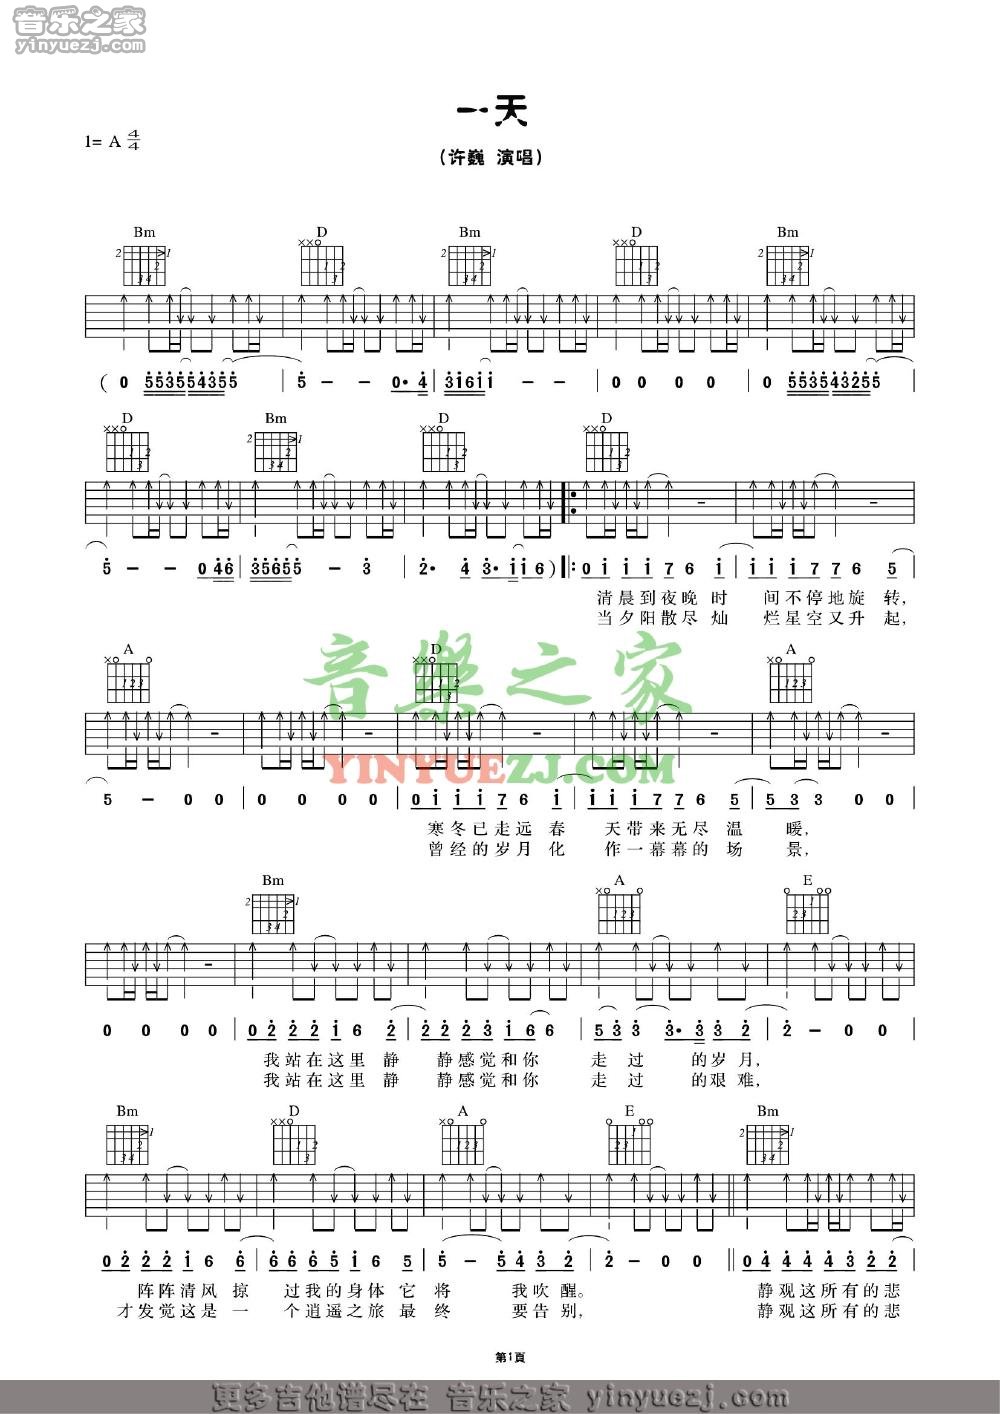 音乐之家
yinyuezj.com
一天
1= A 4/4
(许巍 演唱)
Bm D Bm D Bm
( 0 5535543555 | 5 - - 0· 4 | 31611 - - | 0 0 0 0 | 0 5535543255 |
D Bm D D
5 - - 0 46 | 35655 - 3 | 2· 4 3· 116 ) |: 0 1 1 1 7 6 1 | 1 1 1 7 7 6 5 |
清晨到夜晚时 间不停地旋转,
当夕阳散尽灿 烂星空又升起,
A D A
音樂之家
YINYUEZJ.COM
5 - 0 0 | 0 0 0 0 | 0 1 1 1 7 6 1 | 1 1 1 7 7 6 5 | 5 3 3 0 0 |
寒冬已走远春 天带来无尽温暖,
曾经的岁月化 作一幕幕的场景,
Bm A E
0 0 0 0 | 0 2 2 2 1 6 2 | 2 2 2 3 1 6 6 | 5 3 3 3· 3 3 2 | 2 - 0 0 |
我站在这里静 静感觉和你 走过 的岁月,
我站在这里静 静感觉和你 走过 的艰难,
Bm D A E Bm
0 2 2 2 1 6 6 | 6 6 6 5 1 6 5 | 5 - 5 4 3 2 | 2 - 0 0 || 0 4 4 4 4 3 2 2 |
阵阵清风掠 过我的身体它将 我吹醒。 静观这所有的悲
才发觉这是一 个逍遥之旅最终 要告别, 静观这所有的悲
第1頁
更多吉他谱尽在 音乐之家 yinyuezj.com